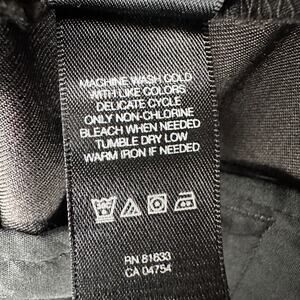 MACHINE WASH COLD
WITH LIKE COLORS
DELICATE CYCLE
ONLY NON-CHLORINE
BLEACH WHEN NEEDED
TUMBLE DRY LOW
WARM IRON IF NEEDED
RN 81633
CA 04754